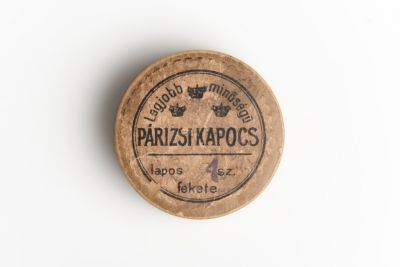 Legjobb minőségű
PÁRIZSI KAPOCS
lapos 1 sz.
fekete